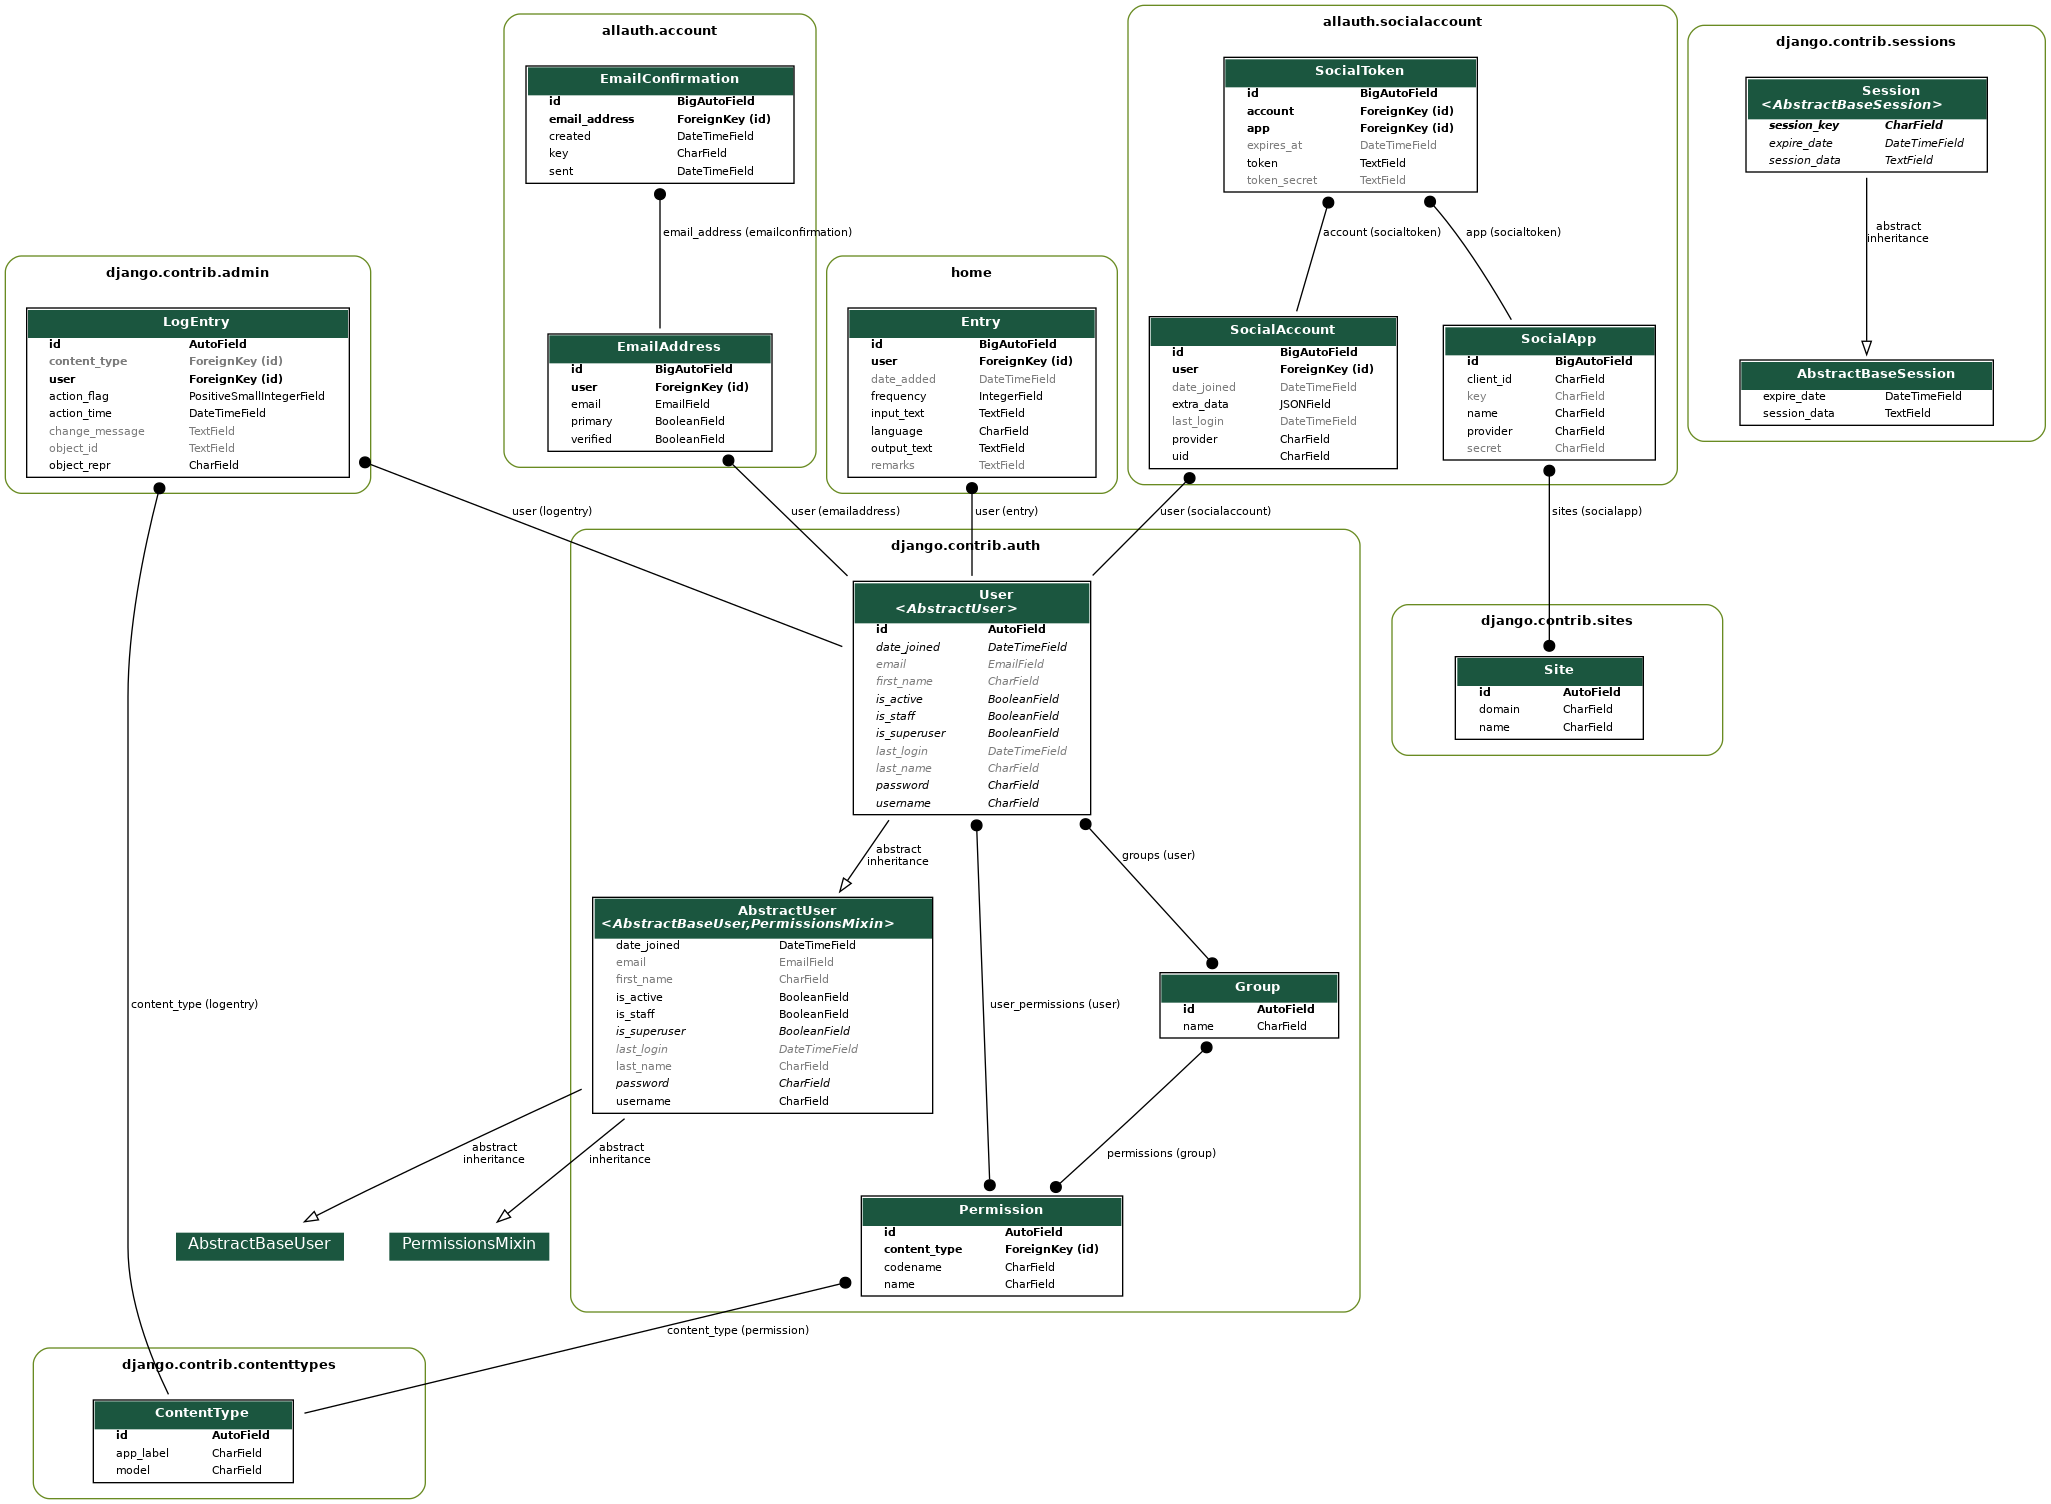 allauth.account
EmailConfirmation
id BigAutoField
email_address ForeignKey (id)
created DateTimeField
key CharField
sent DateTimeField
email_address (emailconfirmation)
EmailAddress
id BigAutoField
user ForeignKey (id)
email EmailField
primary BooleanField
verified BooleanField
user (emailaddress)
allauth.socialaccount
SocialToken
id BigAutoField
account ForeignKey (id)
app ForeignKey (id)
expires_at DateTimeField
token TextField
token_secret TextField
account (socialtoken)
app (socialtoken)
SocialAccount
id BigAutoField
user ForeignKey (id)
date_joined DateTimeField
extra_data JSONField
last_login DateTimeField
provider CharField
uid CharField
user (socialaccount)
SocialApp
id BigAutoField
client_id CharField
key CharField
name CharField
provider CharField
secret CharField
sites (socialapp)
django.contrib.sessions
Session
<AbstractBaseSession>
session_key CharField
expire_date DateTimeField
session_data TextField
abstract
inheritance
AbstractBaseSession
expire_date DateTimeField
session_data TextField
django.contrib.admin
LogEntry
id AutoField
content_type ForeignKey (id)
user ForeignKey (id)
action_flag PositiveSmallIntegerField
action_time DateTimeField
change_message TextField
object_id TextField
object_repr CharField
user (logentry)
content_type (logentry)
home
Entry
id BigAutoField
user ForeignKey (id)
date_added DateTimeField
frequency IntegerField
input_text TextField
language CharField
output_text TextField
remarks TextField
user (entry)
django.contrib.auth
User
<AbstractUser>
id AutoField
date_joined DateTimeField
email EmailField
first_name CharField
is_active BooleanField
is_staff BooleanField
is_superuser BooleanField
last_login DateTimeField
last_name CharField
password CharField
username CharField
abstract
inheritance
user_permissions (user)
groups (user)
AbstractUser
<AbstractBaseUser,PermissionsMixin>
date_joined DateTimeField
email EmailField
first_name CharField
is_active BooleanField
is_staff BooleanField
is_superuser BooleanField
last_login DateTimeField
last_name CharField
password CharField
username CharField
abstract
inheritance
abstract
inheritance
AbstractBaseUser
PermissionsMixin
Group
id AutoField
name CharField
permissions (group)
Permission
id AutoField
content_type ForeignKey (id)
codename CharField
name CharField
content_type (permission)
django.contrib.sites
Site
id AutoField
domain CharField
name CharField
django.contrib.contenttypes
ContentType
id AutoField
app_label CharField
model CharField